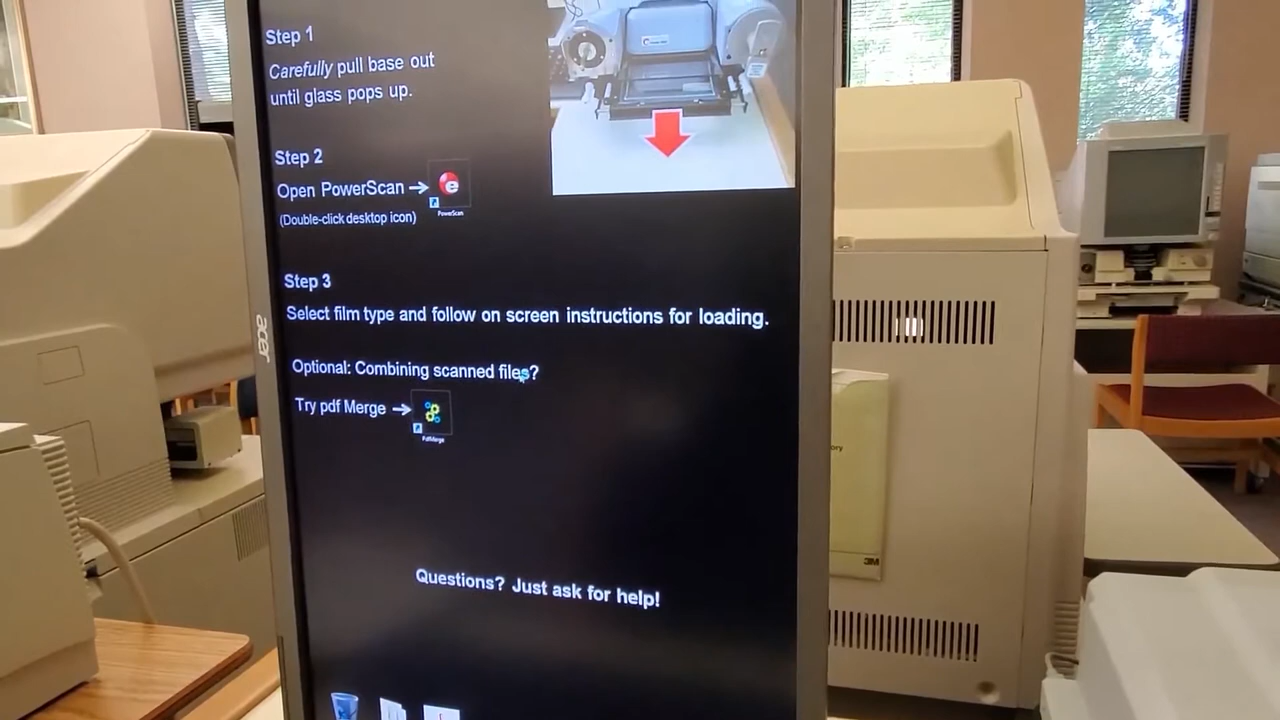 Step 1
Carefully pull base out
until glass pops up.
Step 2
Open PowerScan →
PowerScan
(Double-click desktop icon)
Step 3
Select film type and follow on screen instructions for loading.
Optional: Combining scanned files?
Try pdf Merge →
PdfMerge
Questions? Just ask for help!
acer
ory
3M